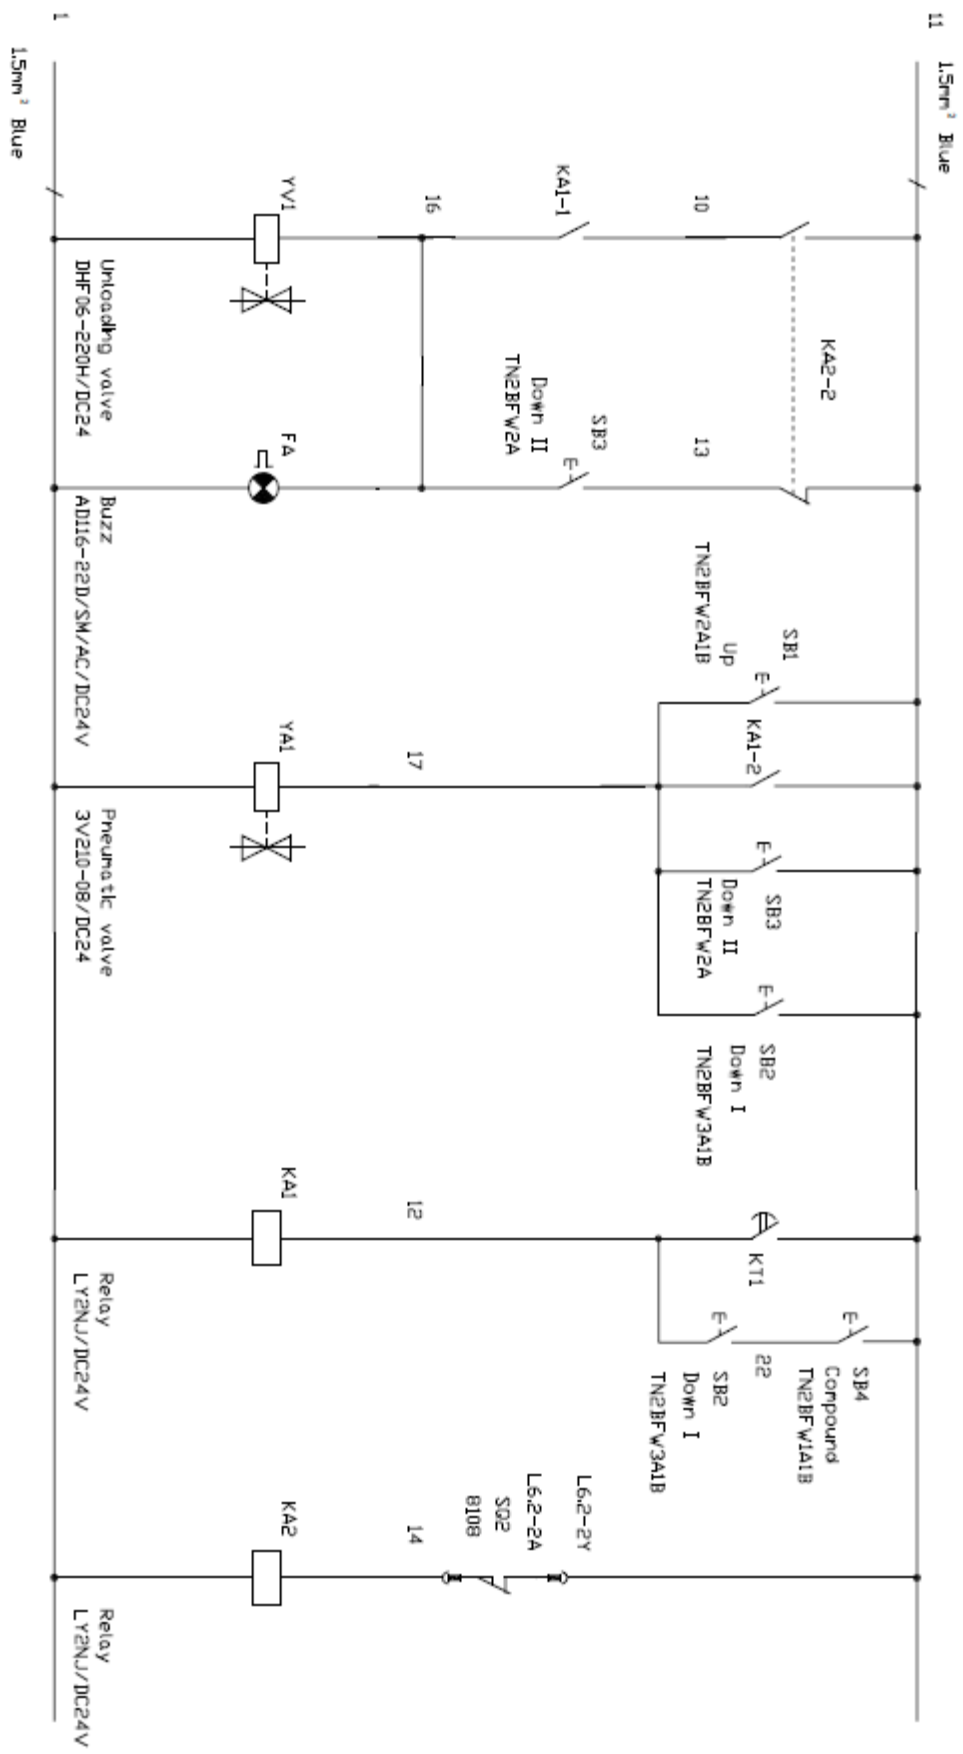 11
1.5mm² Blue
KA2-2
10
13
KA1-1
SB3
Down II
TN2BFW2A
16
YV1
FA
SB1
Up
TN2BFW2A1B
KA1-2
SB3
Down II
TN2BFW2A
SB2
Down I
TN2BFW3A1B
17
YA1
KT1
SB4
Compound
TN2BFW1A1B
22
SB2
Down I
TN2BFW3A1B
12
KA1
L6.2-2Y
L6.2-2A
SQ2
8108
14
KA2
Unloading valve
DHF06-220H/DC24
Buzz
AD116-22D/SM/AC/DC24V
Pneumatic valve
3V210-08/DC24
Relay
LY2NJ/DC24V
Relay
LY2NJ/DC24V
1
1.5mm² Blue